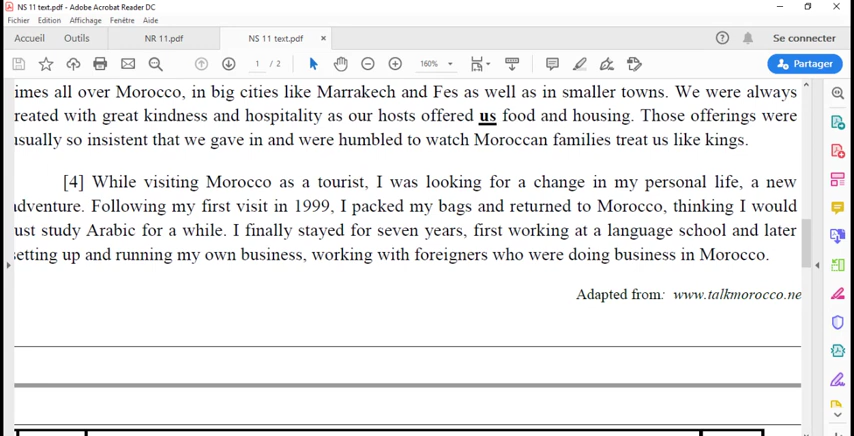 NS 11 text.pdf - Adobe Acrobat Reader DC
Fichier Edition Affichage Fenêtre Aide
Accueil Outils NR 11.pdf NS 11 text.pdf × Se connecter
1 / 2 160% Partager
imes all over Morocco, in big cities like Marrakech and Fes as well as in smaller towns. We were always
reated with great kindness and hospitality as our hosts offered us food and housing. Those offerings were
usually so insistent that we gave in and were humbled to watch Moroccan families treat us like kings.
[4] While visiting Morocco as a tourist, I was looking for a change in my personal life, a new
adventure. Following my first visit in 1999, I packed my bags and returned to Morocco, thinking I would
ust study Arabic for a while. I finally stayed for seven years, first working at a language school and later
setting up and running my own business, working with foreigners who were doing business in Morocco.
Adapted from: www.talkmorocco.ne